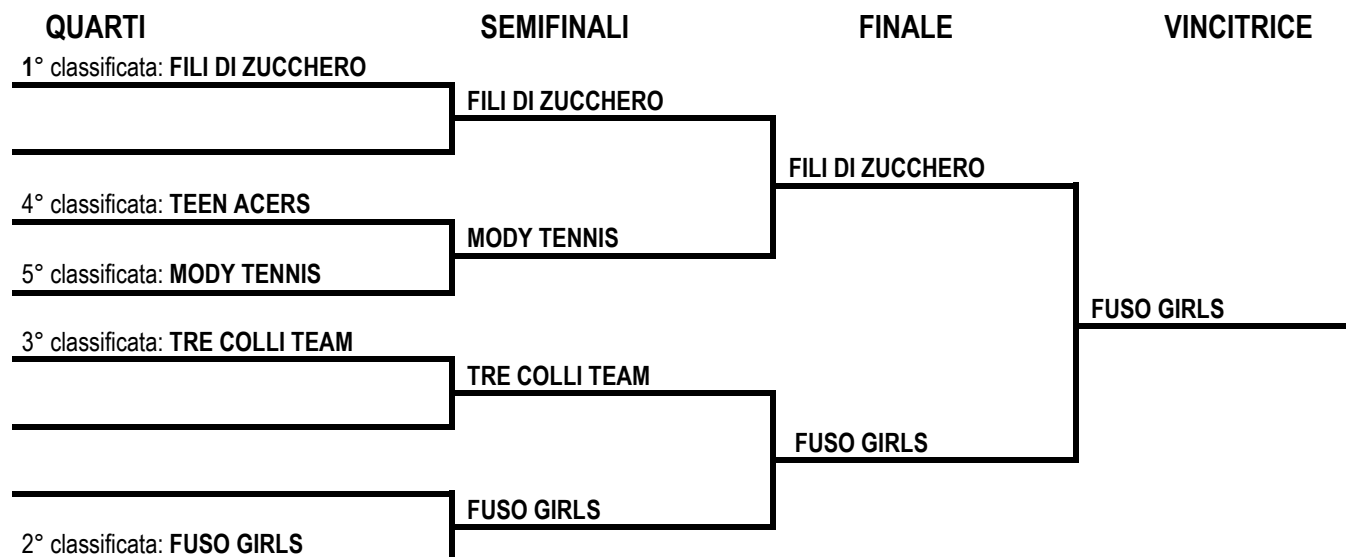 QUARTI SEMIFINALI FINALE VINCITRICE
1° classificata: FILI DI ZUCCHERO
FILI DI ZUCCHERO
FILI DI ZUCCHERO
4° classificata: TEEN ACERS
MODY TENNIS
5° classificata: MODY TENNIS
FUSO GIRLS
3° classificata: TRE COLLI TEAM
TRE COLLI TEAM
FUSO GIRLS
FUSO GIRLS
2° classificata: FUSO GIRLS